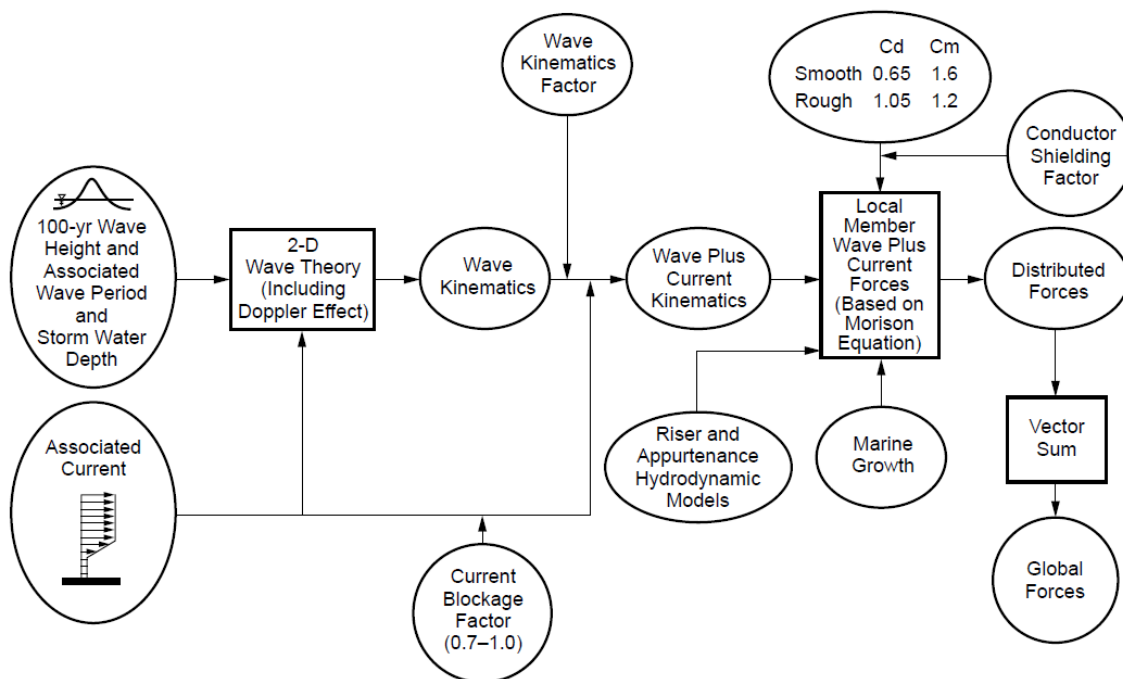 Wave
Kinematics
Factor
Cd Cm
Smooth 0.65 1.6
Rough 1.05 1.2
Conductor
Shielding
Factor
100-yr Wave
Height and
Associated
Wave Period
and
Storm Water
Depth
2-D
Wave Theory
(Including
Doppler Effect)
Wave
Kinematics
Wave Plus
Current
Kinematics
Local
Member
Wave Plus
Current
Forces
(Based on
Morison
Equation)
Distributed
Forces
Associated
Current
Riser and
Appurtenance
Hydrodynamic
Models
Marine
Growth
Vector
Sum
Current
Blockage
Factor
(0.7–1.0)
Global
Forces